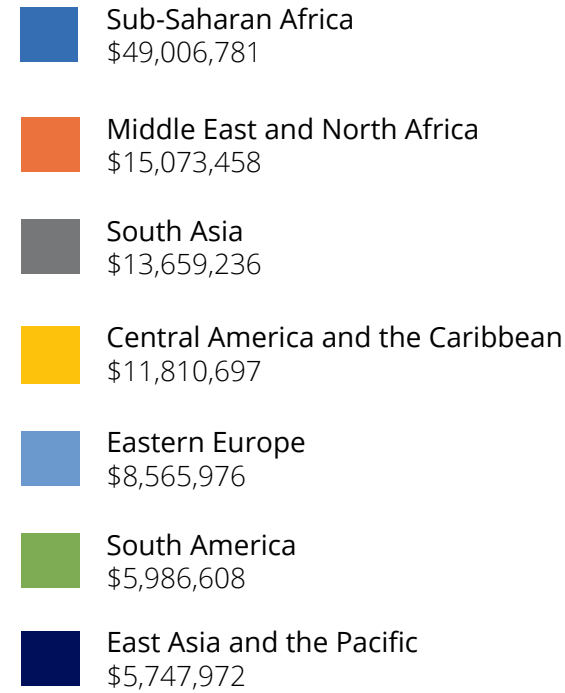 Sub-Saharan Africa
$49,006,781
Middle East and North Africa
$15,073,458
South Asia
$13,659,236
Central America and the Caribbean
$11,810,697
Eastern Europe
$8,565,976
South America
$5,986,608
East Asia and the Pacific
$5,747,972